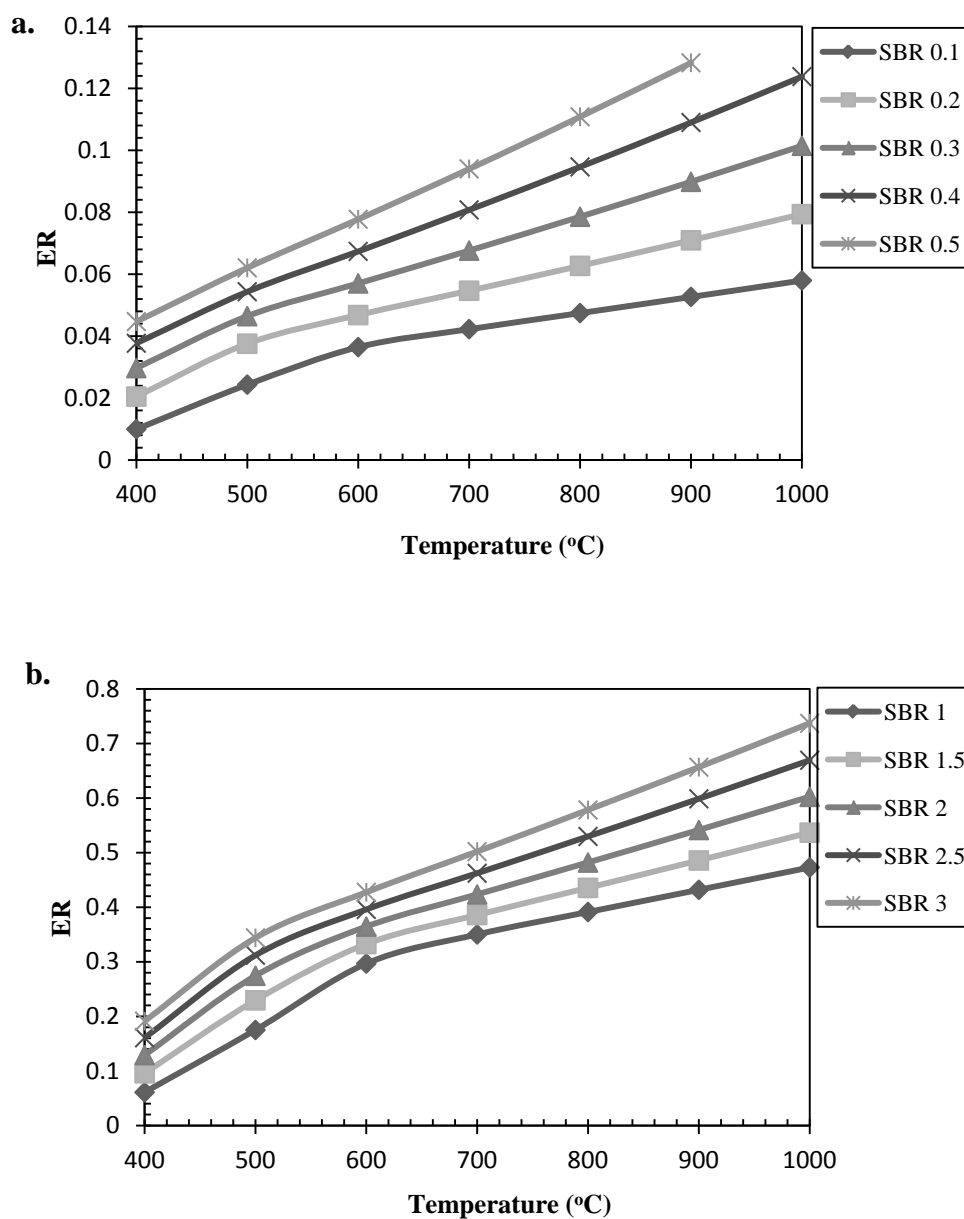 a.
0.14
0.12
0.1
0.08
0.06
0.04
0.02
0
ER
400 500 600 700 800 900 1000
Temperature (°C)
SBR 0.1
SBR 0.2
SBR 0.3
SBR 0.4
SBR 0.5
b.
0.8
0.7
0.6
0.5
0.4
0.3
0.2
0.1
0
ER
400 500 600 700 800 900 1000
Temperature (°C)
SBR 1
SBR 1.5
SBR 2
SBR 2.5
SBR 3